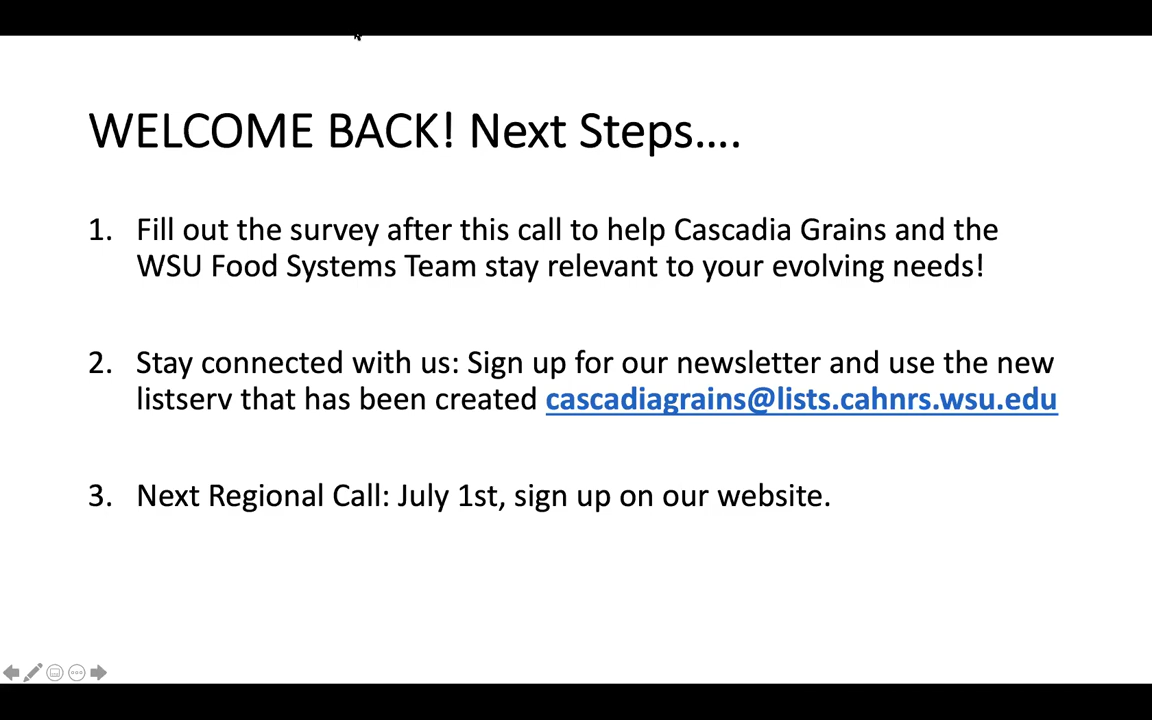 WELCOME BACK! Next Steps….
1. Fill out the survey after this call to help Cascadia Grains and the
WSU Food Systems Team stay relevant to your evolving needs!
2. Stay connected with us: Sign up for our newsletter and use the new
listserv that has been created cascadiagrains@lists.cahnrs.wsu.edu
3. Next Regional Call: July 1st, sign up on our website.